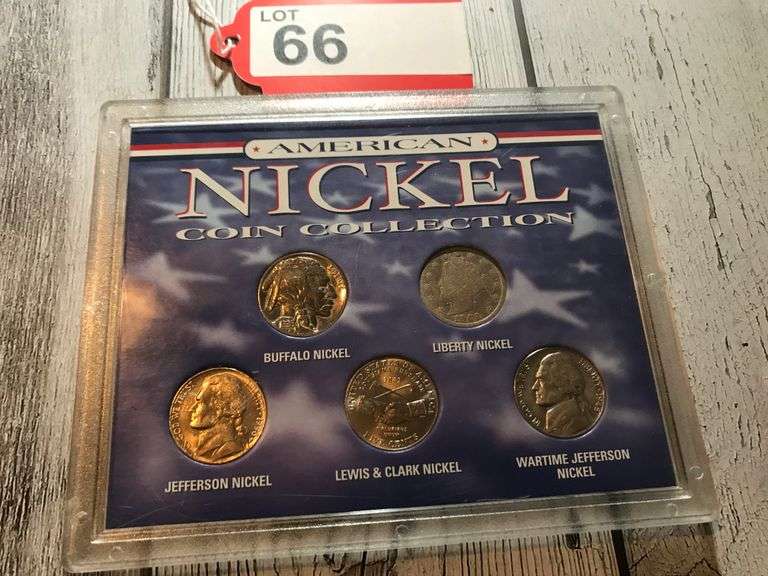 LOT
66
AMERICAN
NICKEL
COIN COLLECTION
BUFFALO NICKEL
LIBERTY NICKEL
JEFFERSON NICKEL
LEWIS & CLARK NICKEL
WARTIME JEFFERSON
NICKEL